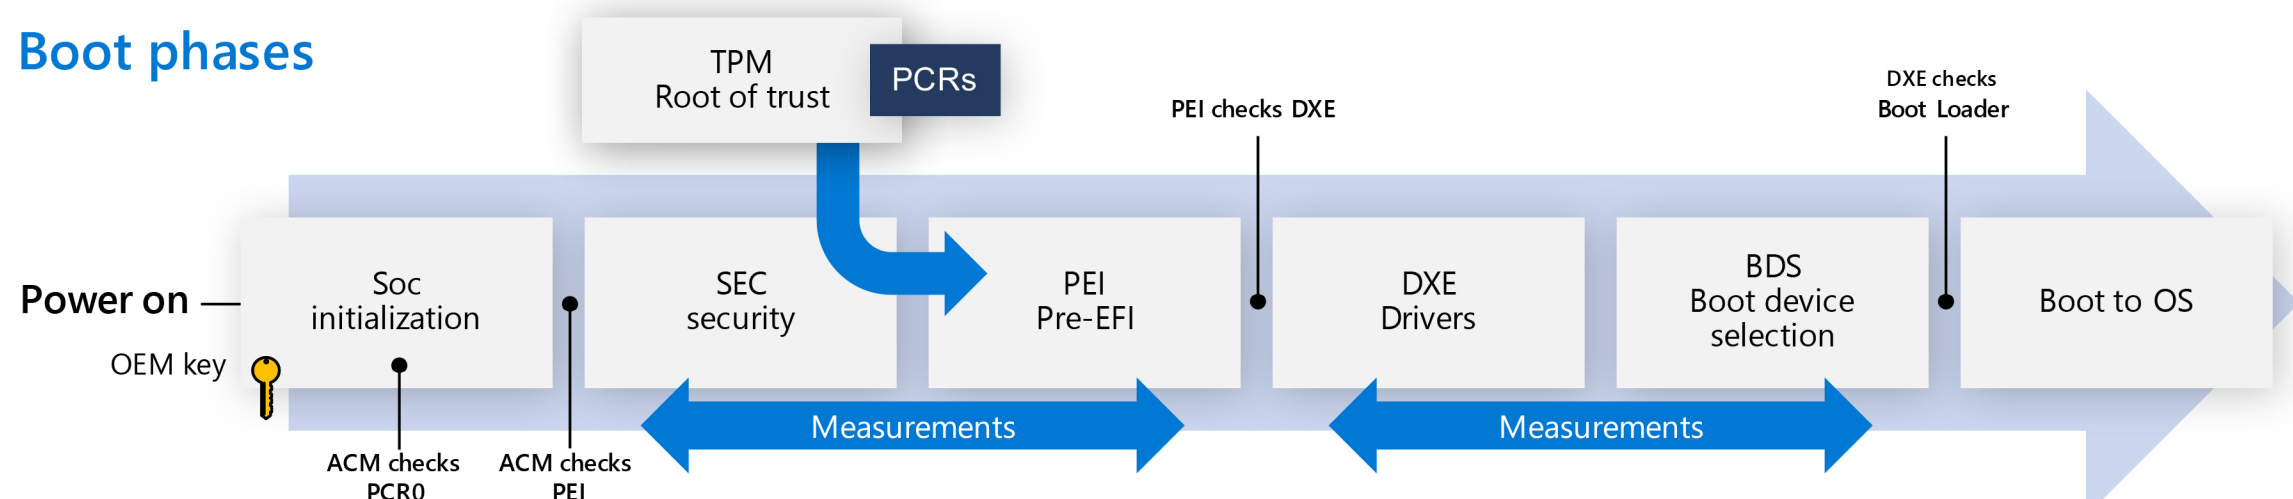 Boot phases
TPM
Root of trust
PCRs
PEI checks DXE
DXE checks
Boot Loader
Power on
OEM key
Soc
initialization
SEC
security
PEI
Pre-EFI
DXE
Drivers
BDS
Boot device
selection
Boot to OS
Measurements
Measurements
ACM checks
PCR0
ACM checks
PEI